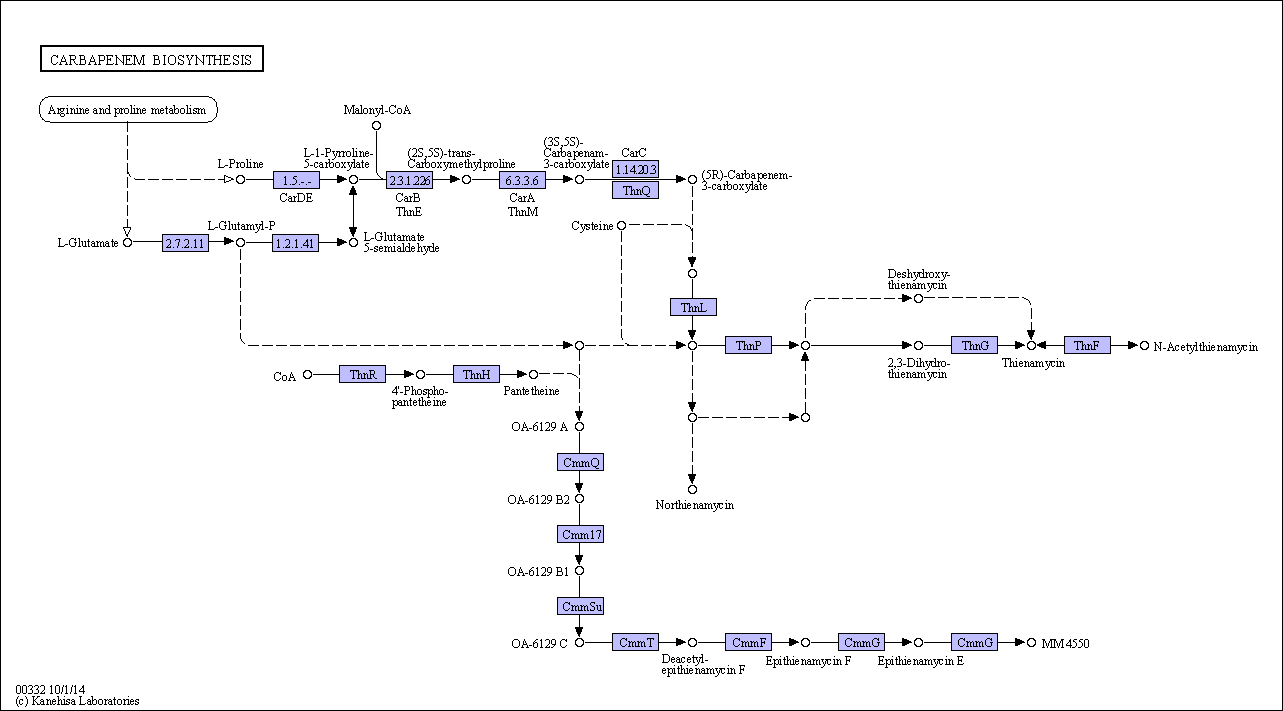 CARBAPENEM BIOSYNTHESIS
Arginine and proline metabolism
Malonyl-CoA
L-Proline
1.5.-.-
CarDE
L-1-Pyrroline-
5-carboxylate
2.3.1.226
CarB
ThnE
(2S,5S)-trans-
Carboxymethylproline
6.3.3.6
CarA
ThnM
(3S,5S)-
Carbapenam-
3-carboxylate
CarC
1.14.20.3
ThnQ
(5R)-Carbapenem-
3-carboxylate
L-Glutamate
2.7.2.11
L-Glutamyl-P
1.2.1.41
L-Glutamate
5-semialdehyde
Cysteine
ThnL
Deshydroxy-
thienamycin
ThnP
2,3-Dihydro-
thienamycin
ThnG
Thienamycin
ThnF
N-Acetylthienamycin
CoA
ThnR
4'-Phospho-
pantetheine
ThnH
Pantetheine
OA-6129 A
CmmQ
OA-6129 B2
Northienamycin
Cmm17
OA-6129 B1
CmmSu
OA-6129 C
CmmT
Deacetyl-
epithienamycin F
CmmF
Epithienamycin F
CmmG
Epithienamycin E
CmmG
MM 4550
00332 10/1/14
(c) Kanehisa Laboratories